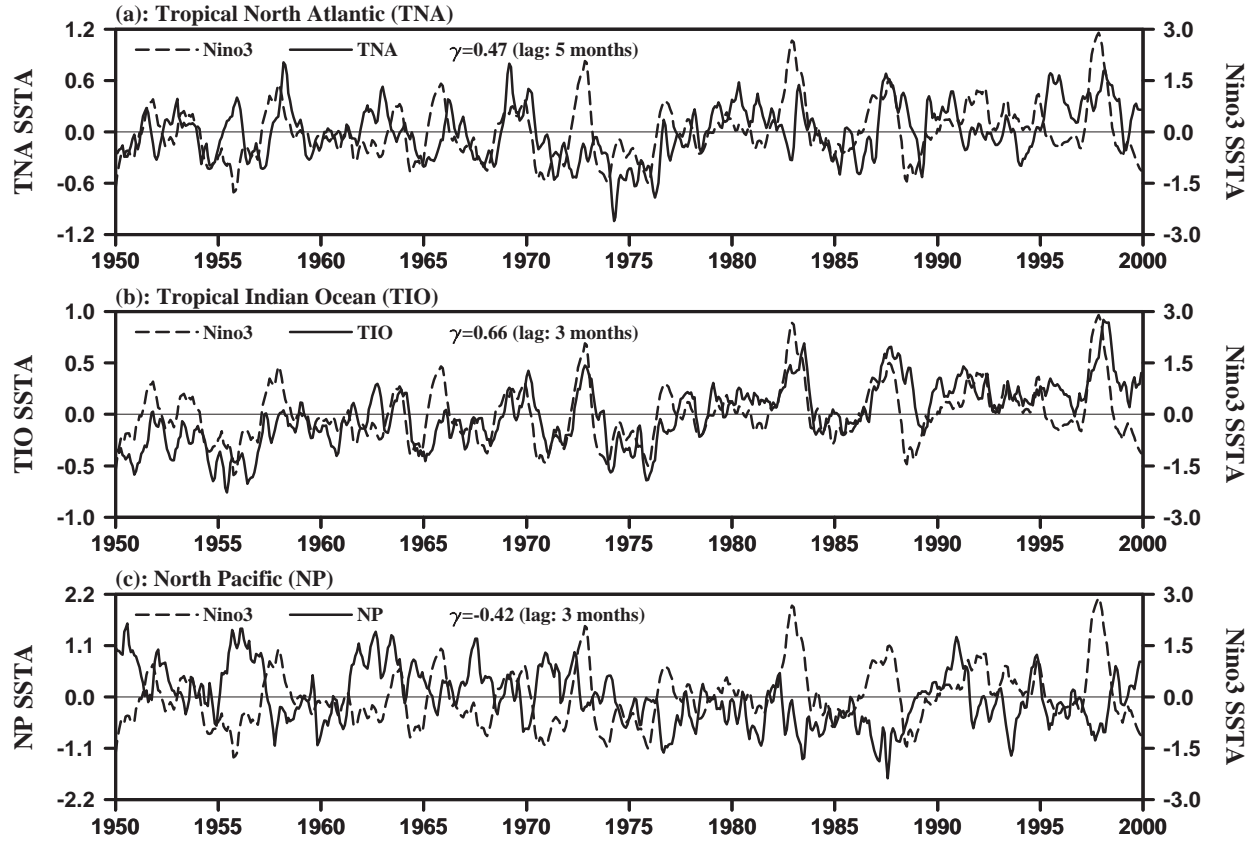 (a): Tropical North Atlantic (TNA)
Nino3 TNA γ=0.47 (lag: 5 months)
TNA SSTA
Nino3 SSTA
1.2 3.0
0.6 1.5
0.0 0.0
-0.6 -1.5
-1.2 -3.0
1950 1955 1960 1965 1970 1975 1980 1985 1990 1995 2000
(b): Tropical Indian Ocean (TIO)
Nino3 TIO γ=0.66 (lag: 3 months)
TIO SSTA
Nino3 SSTA
1.0 3.0
0.5 1.5
0.0 0.0
-0.5 -1.5
-1.0 -3.0
1950 1955 1960 1965 1970 1975 1980 1985 1990 1995 2000
(c): North Pacific (NP)
Nino3 NP γ=-0.42 (lag: 3 months)
NP SSTA
Nino3 SSTA
2.2 3.0
1.1 1.5
0.0 0.0
-1.1 -1.5
-2.2 -3.0
1950 1955 1960 1965 1970 1975 1980 1985 1990 1995 2000